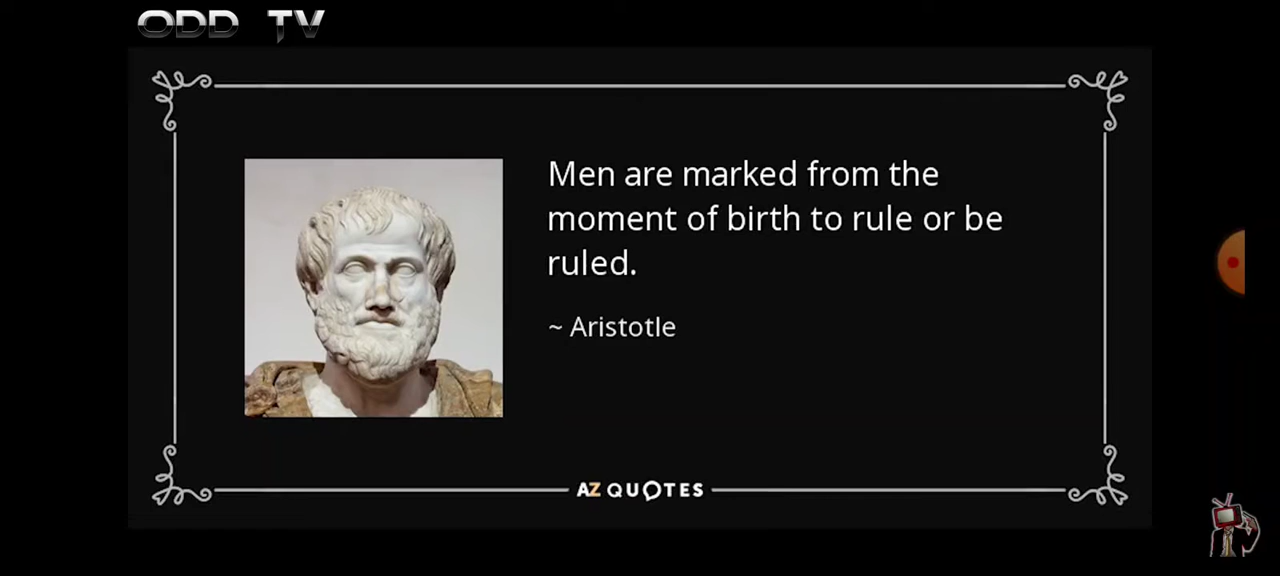 ODD TV
Men are marked from the
moment of birth to rule or be
ruled.
~ Aristotle
AZ QUOTES